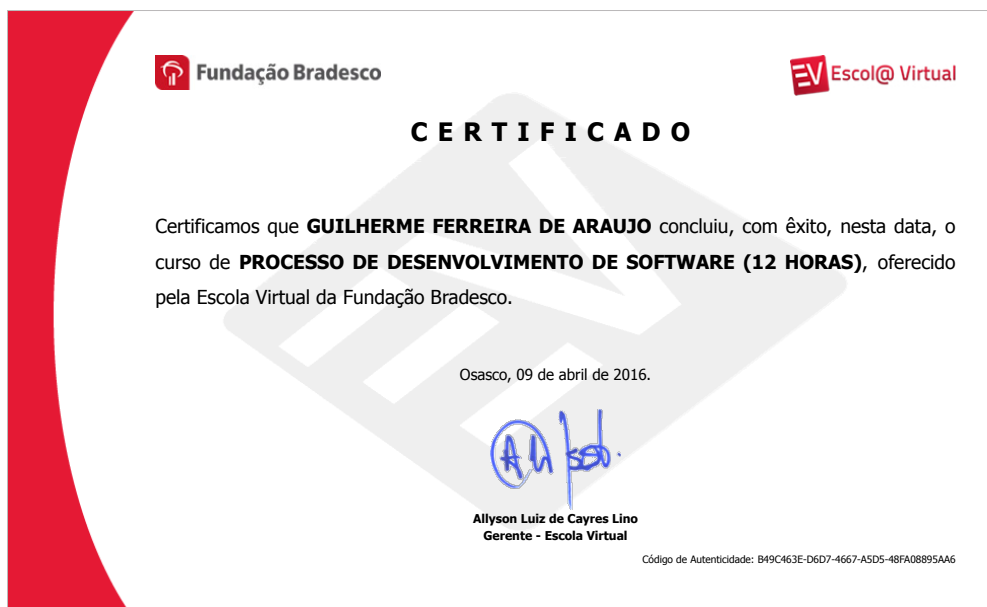 Fundação Bradesco
EV Escol@ Virtual
CERTIFICADO
Certificamos que GUILHERME FERREIRA DE ARAUJO concluiu, com êxito, nesta data, o
curso de PROCESSO DE DESENVOLVIMENTO DE SOFTWARE (12 HORAS), oferecido
pela Escola Virtual da Fundação Bradesco.
Osasco, 09 de abril de 2016.
Allyson Luiz de Cayres Lino
Gerente - Escola Virtual
Código de Autenticidade: B49C463E-D6D7-4667-A5D5-48FA08895AA6